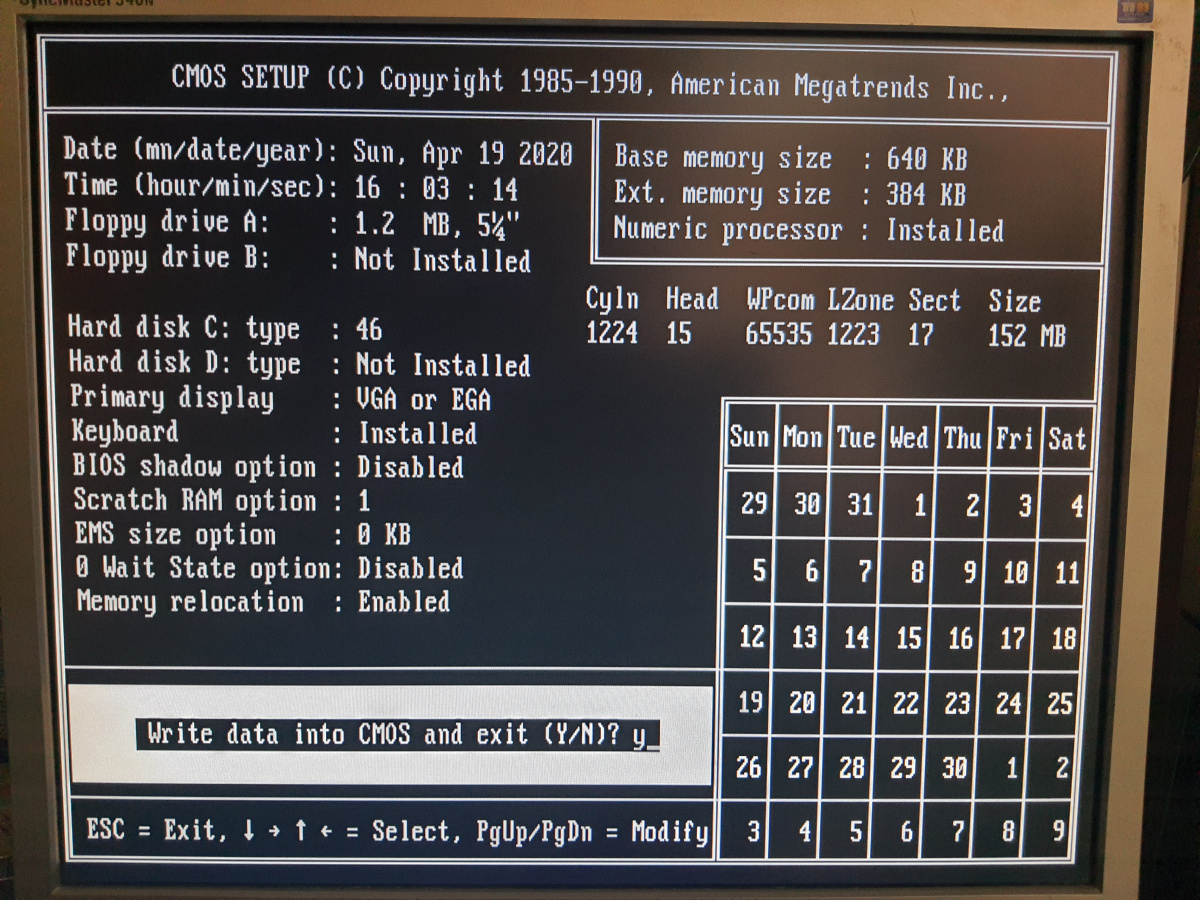 SyncMaster 540N
CMOS SETUP (C) Copyright 1985-1990, American Megatrends Inc.,
Date (mn/date/year): Sun, Apr 19 2020
Time (hour/min/sec): 16 : 03 : 14
Floppy drive A: : 1.2 MB, 5¼"
Floppy drive B: : Not Installed
Base memory size : 640 KB
Ext. memory size : 384 KB
Numeric processor : Installed
Cyln Head WPcom LZone Sect Size
Hard disk C: type : 46 1224 15 65535 1223 17 152 MB
Hard disk D: type : Not Installed
Primary display : VGA or EGA
Keyboard : Installed
BIOS shadow option : Disabled
Scratch RAM option : 1
EMS size option : 0 KB
0 Wait State option: Disabled
Memory relocation : Enabled
Sun Mon Tue Wed Thu Fri Sat
29 30 31 1 2 3 4
5 6 7 8 9 10 11
12 13 14 15 16 17 18
19 20 21 22 23 24 25
26 27 28 29 30 1 2
3 4 5 6 7 8 9
Write data into CMOS and exit (Y/N)? y_
ESC = Exit, ↓ → ↑ ← = Select, PgUp/PgDn = Modify